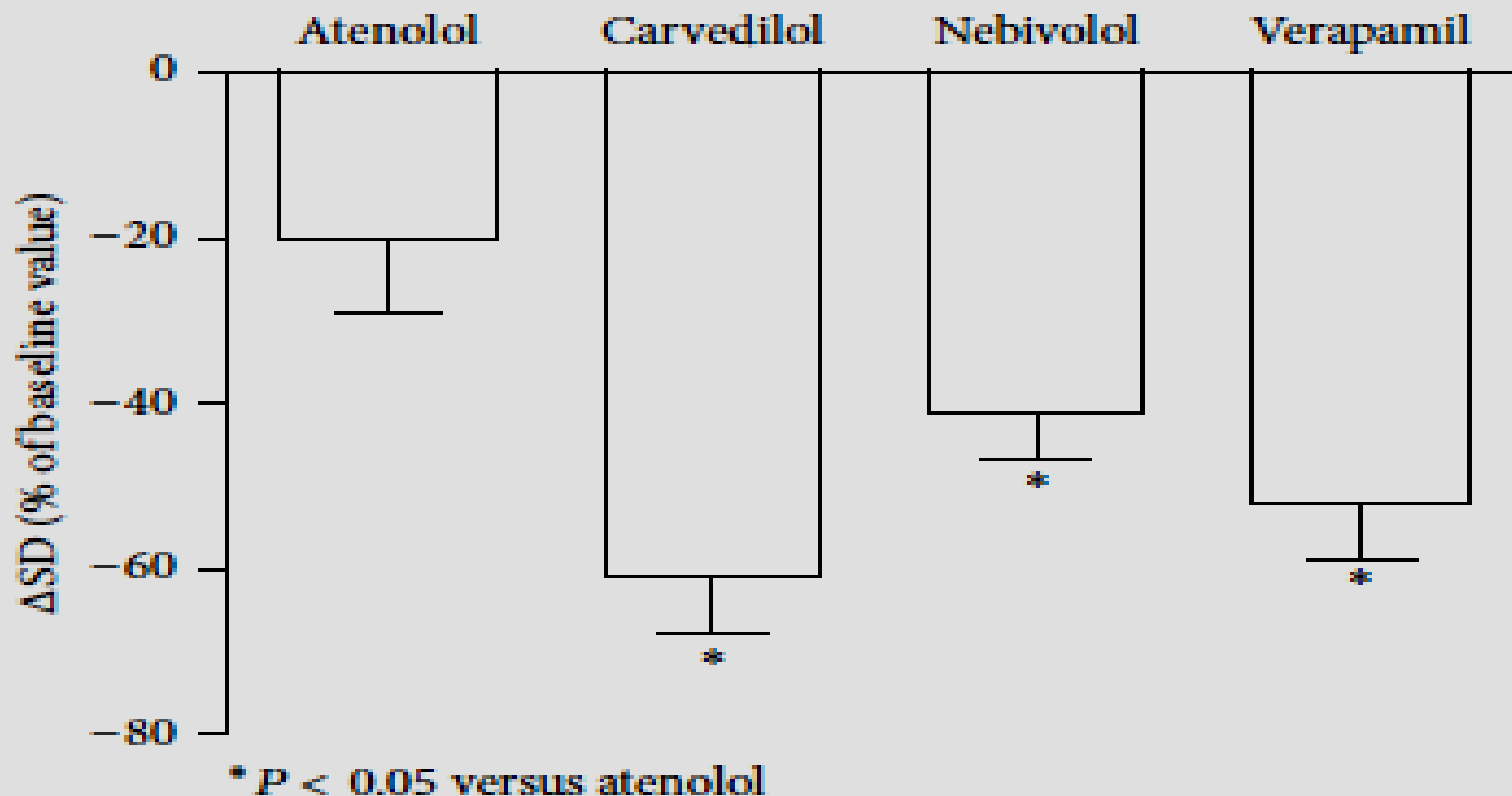 Atenolol Carvedilol Nebivolol Verapamil
0
−20
−40
−60
−80
ΔSD (% of baseline value)
*
*
*
* P < 0.05 versus atenolol